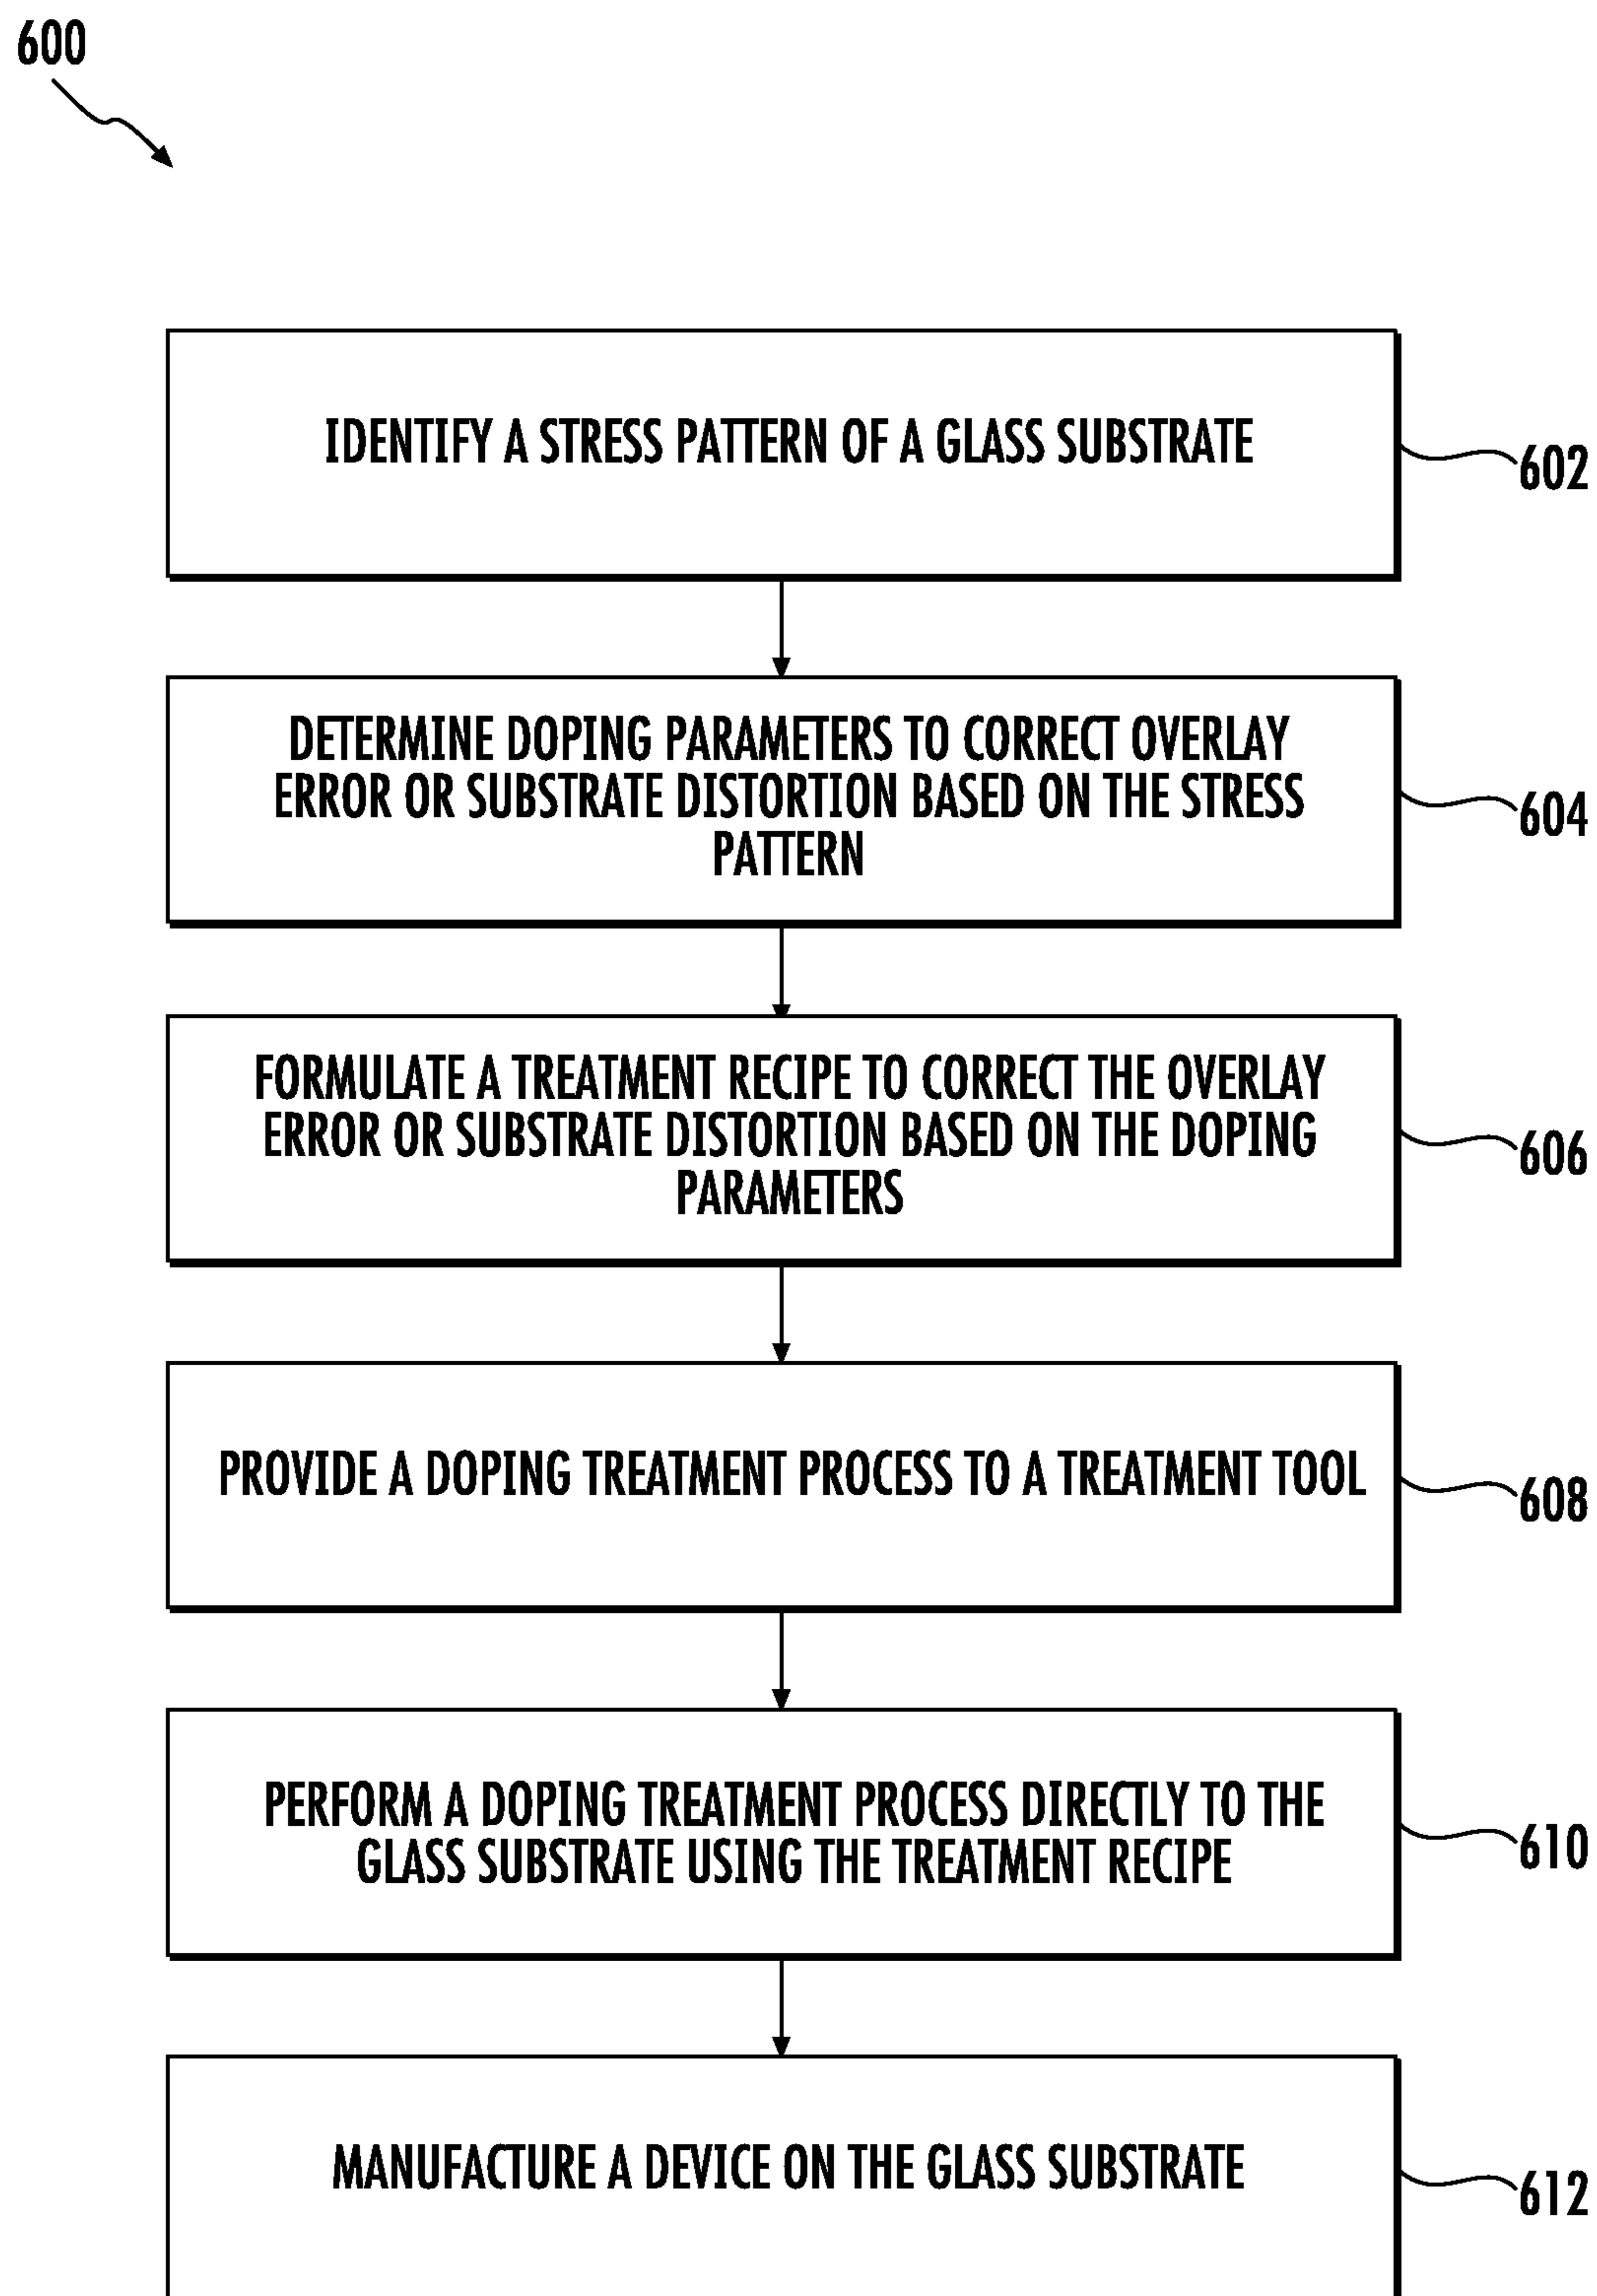 600
IDENTIFY A STRESS PATTERN OF A GLASS SUBSTRATE
602
DETERMINE DOPING PARAMETERS TO CORRECT OVERLAY
ERROR OR SUBSTRATE DISTORTION BASED ON THE STRESS
PATTERN
604
FORMULATE A TREATMENT RECIPE TO CORRECT THE OVERLAY
ERROR OR SUBSTRATE DISTORTION BASED ON THE DOPING
PARAMETERS
606
PROVIDE A DOPING TREATMENT PROCESS TO A TREATMENT TOOL
608
PERFORM A DOPING TREATMENT PROCESS DIRECTLY TO THE
GLASS SUBSTRATE USING THE TREATMENT RECIPE
610
MANUFACTURE A DEVICE ON THE GLASS SUBSTRATE
612